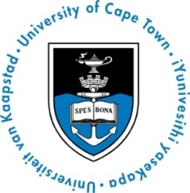 University of Cape Town · iYunivesithi yaseKapa · Universiteit van Kaapstad ·
SPES BONA